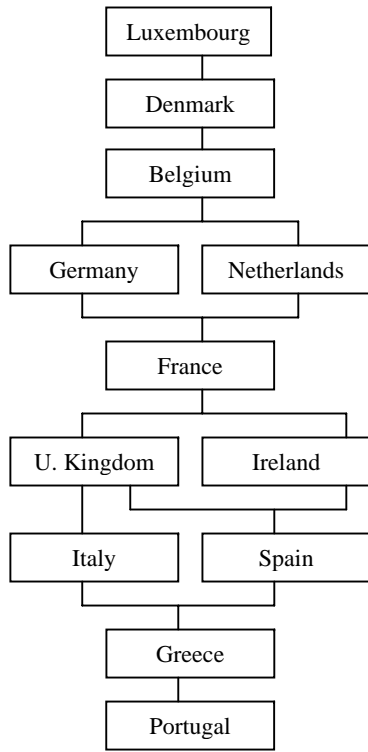 Luxembourg
Denmark
Belgium
Germany
Netherlands
France
U. Kingdom
Ireland
Italy
Spain
Greece
Portugal